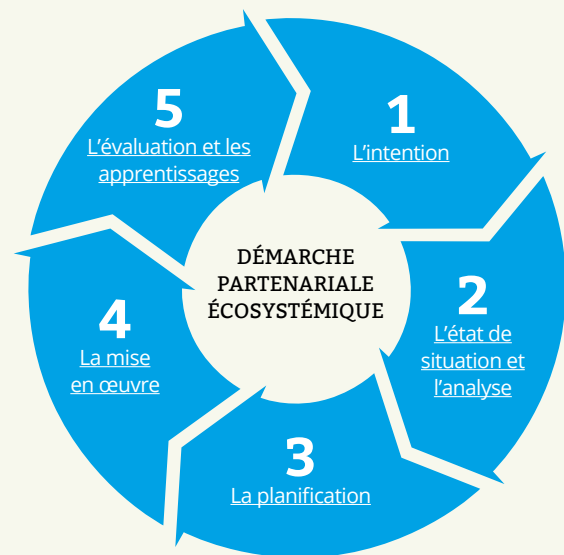 DÉMARCHE
PARTENARIALE
ÉCOSYSTÉMIQUE
1
L'intention
2
L'état de
situation et
l'analyse
3
La planification
4
La mise
en œuvre
5
L'évaluation et les
apprentissages